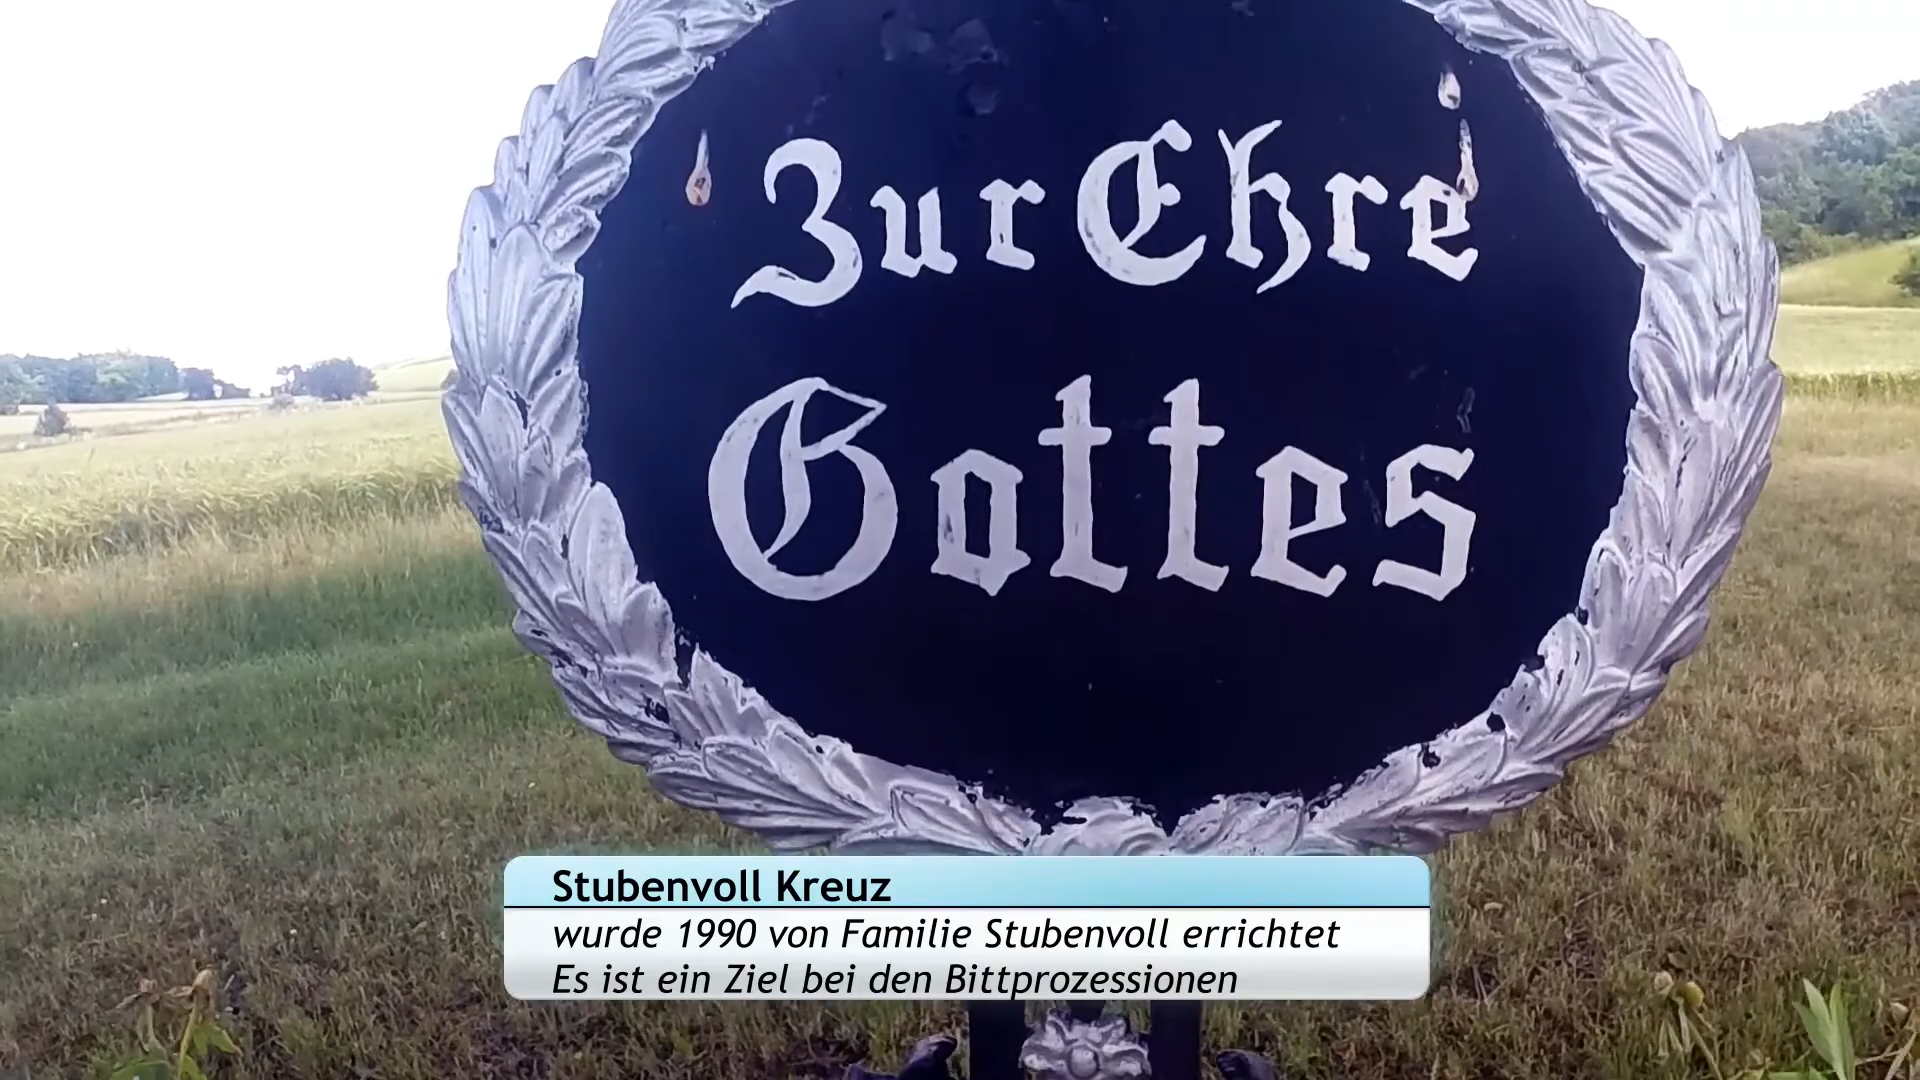 Zur Ehre
Gottes
Stubenvoll Kreuz
wurde 1990 von Familie Stubenvoll errichtet
Es ist ein Ziel bei den Bittprozessionen